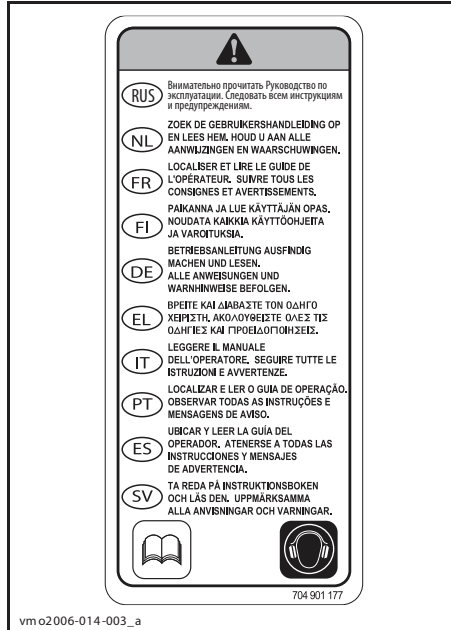 RUS
Внимательно прочитать Руководство по
эксплуатации. Следовать всем инструкциям
и предупреждениям.
NL
ZOEK DE GEBRUIKERSHANDLEIDING OP
EN LEES HEM. HOUD U AAN ALLE
AANWIJZINGEN EN WAARSCHUWINGEN.
FR
LOCALISER ET LIRE LE GUIDE DE
L'OPÉRATEUR. SUIVRE TOUS LES
CONSIGNES ET AVERTISSEMENTS.
FI
PAIKANNA JA LUE KÄYTTÄJÄN OPAS.
NOUDATA KAIKKIA KÄYTTÖOHJEITA
JA VAROITUKSIA.
DE
BETRIEBSANLEITUNG AUSFINDIG
MACHEN UND LESEN.
ALLE ANWEISUNGEN UND
WARNHINWEISE BEFOLGEN.
EL
ΒΡΕΙΤΕ ΚΑΙ ΔΙΑΒΑΣΤΕ ΤΟΝ ΟΔΗΓΟ
ΧΕΙΡΙΣΤΗ. ΑΚΟΛΟΥΘΕΙΣΤΕ ΟΛΕΣ ΤΙΣ
ΟΔΗΓΙΕΣ ΚΑΙ ΠΡΟΕΙΔΟΠΟΙΗΣΕΙΣ.
IT
LEGGERE IL MANUALE
DELL'OPERATORE. SEGUIRE TUTTE LE
ISTRUZIONI E AVVERTENZE.
PT
LOCALIZAR E LER O GUIA DE OPERAÇÃO.
OBSERVAR TODAS AS INSTRUÇÕES E
MENSAGENS DE AVISO.
ES
UBICAR Y LEER LA GUÍA DEL
OPERADOR. ATENERSE A TODAS LAS
INSTRUCCIONES Y MENSAJES
DE ADVERTENCIA.
SV
TA REDA PÅ INSTRUKTIONSBOKEN
OCH LÄS DEN. UPPMÄRKSAMMA
ALLA ANVISNINGAR OCH VARNINGAR.
704 901 177
vmo2006-014-003_a